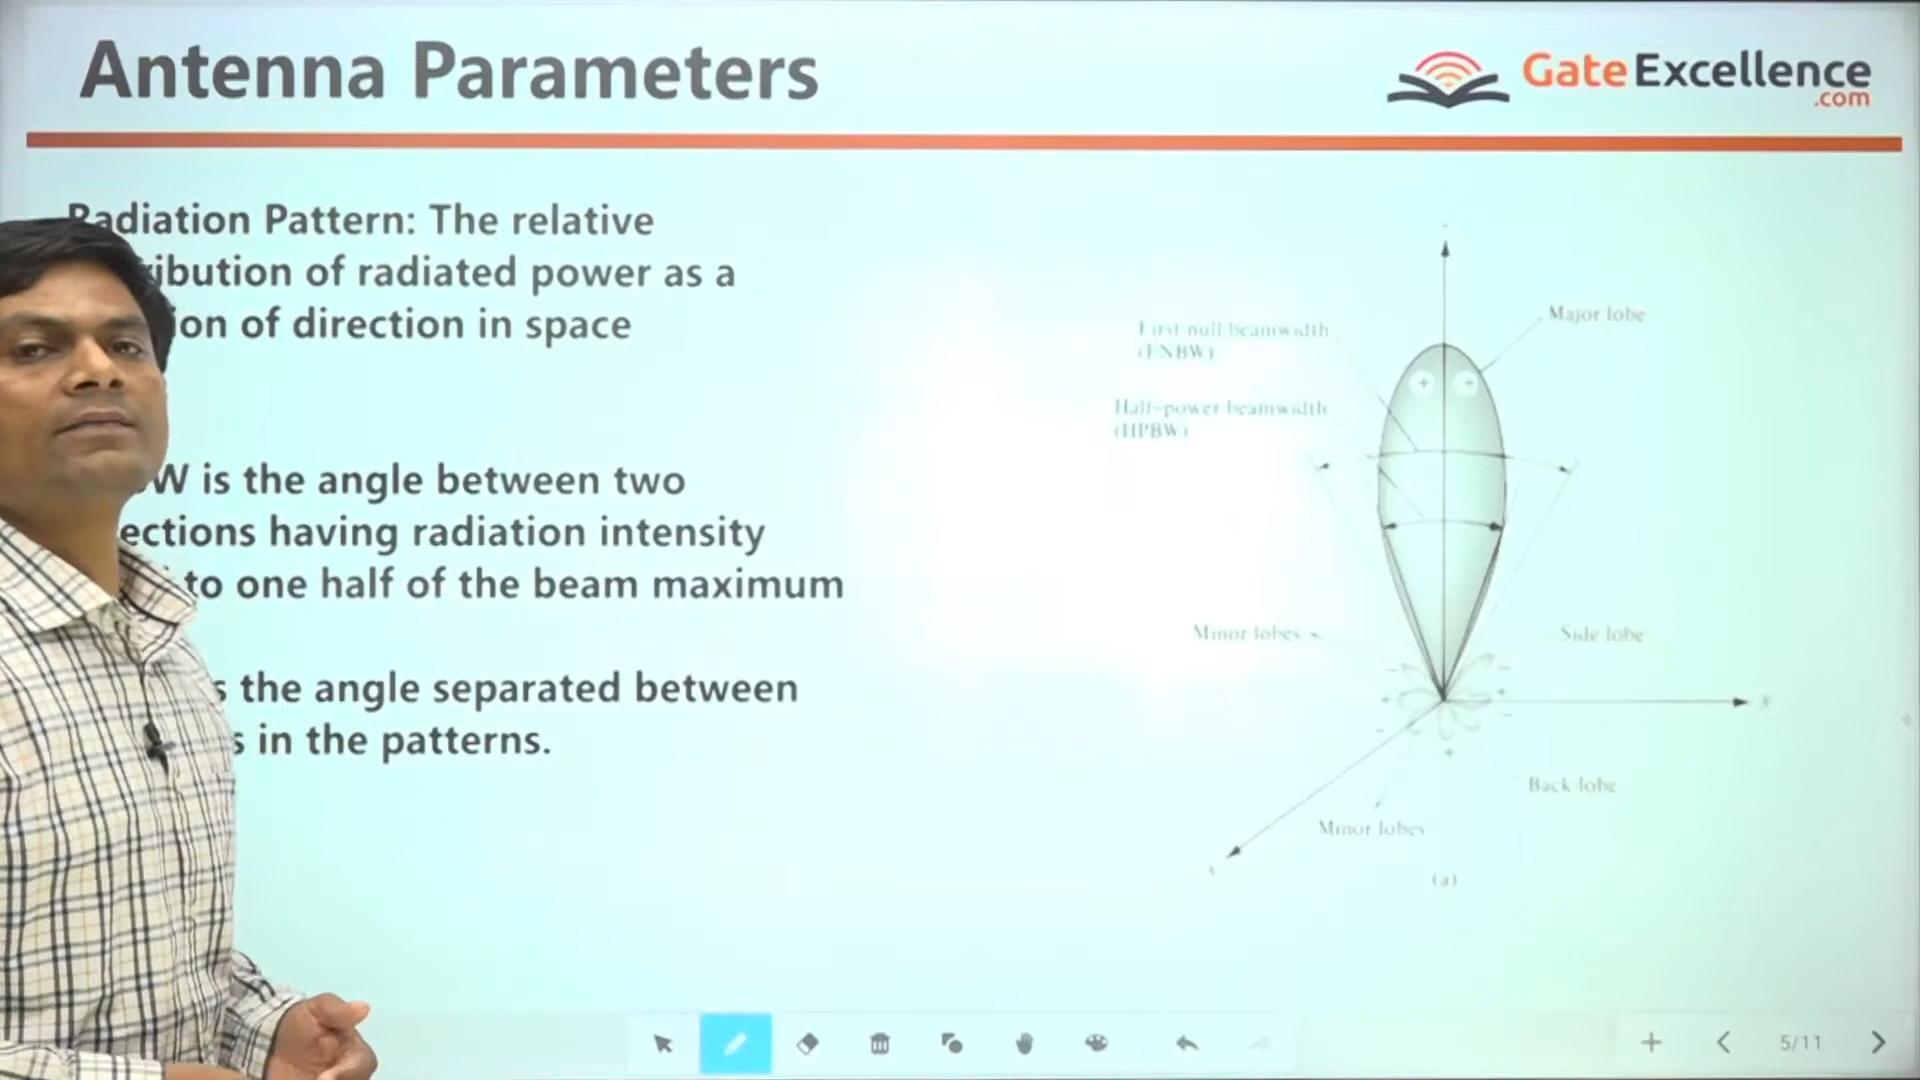 Antenna Parameters
GateExcellence
.com
Radiation Pattern: The relative
ribution of radiated power as a
ion of direction in space
W is the angle between two
ections having radiation intensity
to one half of the beam maximum
s the angle separated between
s in the patterns.
First null beamwidth
(FNBW)
Major lobe
Half-power beamwidth
(HPBW)
Minor lobes
Side lobe
Back lobe
Minor lobes
(a)
5/11